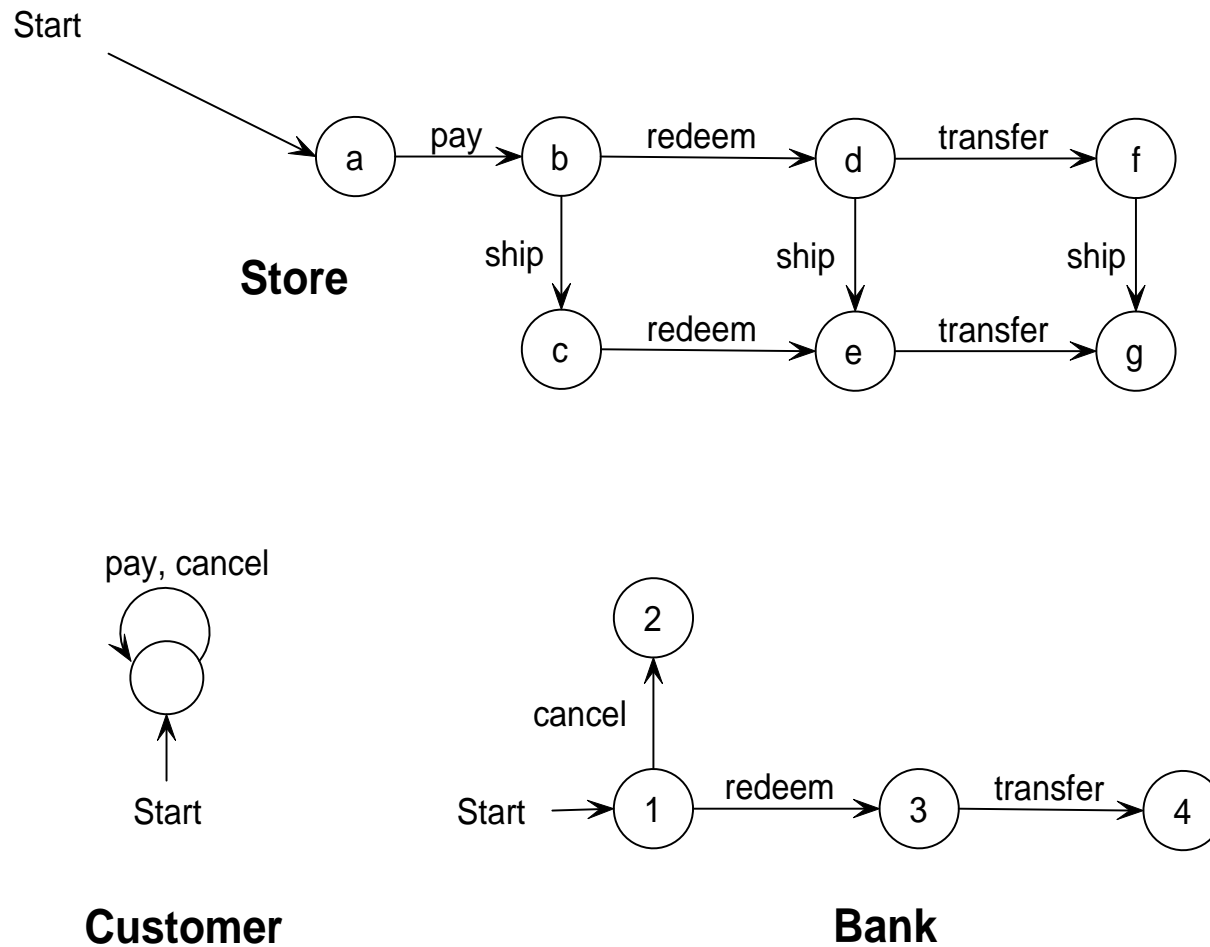 Start
a
pay
b
redeem
d
transfer
f
ship
ship
ship
Store
c
redeem
e
transfer
g
pay, cancel
2
cancel
Start
Start
1
redeem
3
transfer
4
Customer
Bank